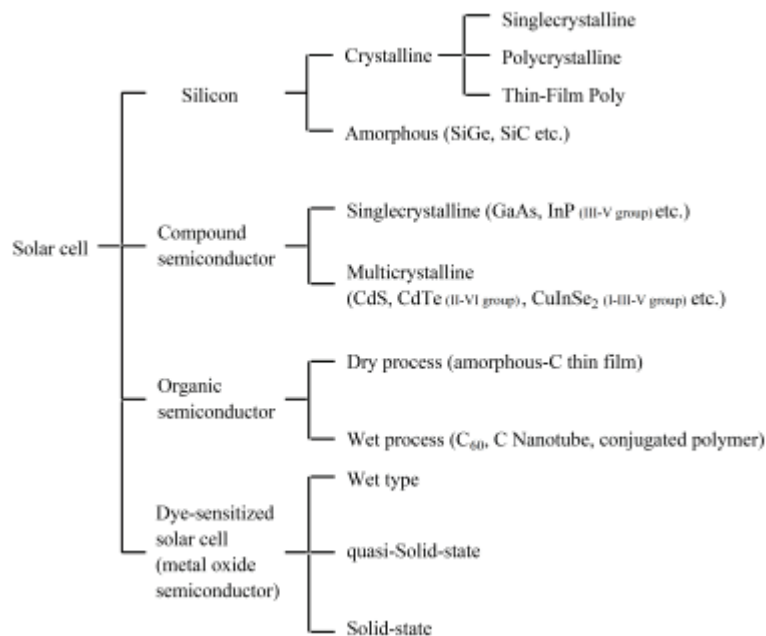 Singlecrystalline
Crystalline
Polycrystalline
Silicon
Thin-Film Poly
Amorphous (SiGe, SiC etc.)
Singlecrystalline (GaAs, InP (III-V group) etc.)
Solar cell
Compound
semiconductor
Multicrystalline
(CdS, CdTe (II-VI group), CuInSe₂ (I-III-V group) etc.)
Dry process (amorphous-C thin film)
Organic
semiconductor
Wet process (C₆₀, C Nanotube, conjugated polymer)
Wet type
Dye-sensitized
solar cell
(metal oxide
semiconductor)
quasi-Solid-state
Solid-state